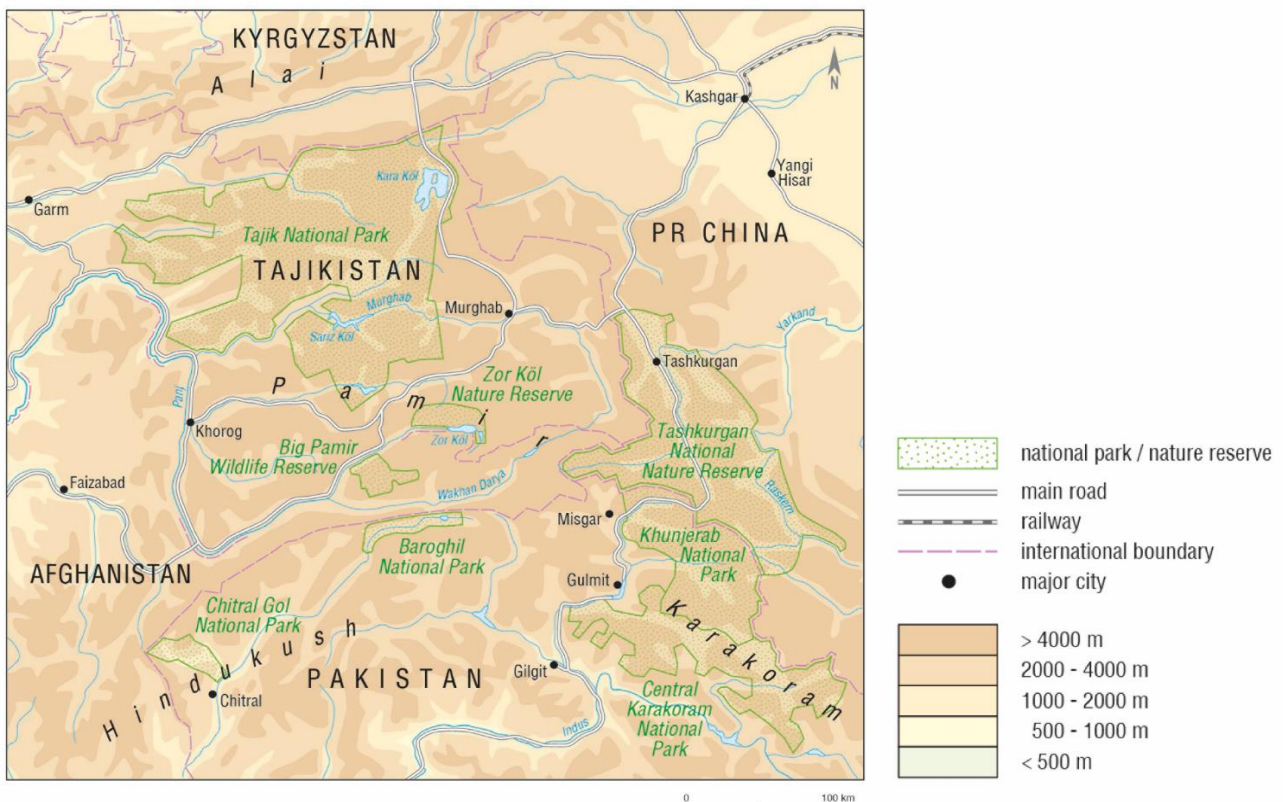 KYRGYZSTAN
Alai
N
Kashgar
Yangi
Hisar
Kara Köl
Garm
PR CHINA
Tajik National Park
TAJIKISTAN
Murghab
Murghab
Sarız Köl
Yarkand
Tashkurgan
Pamir
Zor Köl
Nature Reserve
Panj
Khorog
Zor Köl
Tashkurgan
National
Nature Reserve
Big Pamir
Wildlife Reserve
Faizabad
Wakhan Darya
Raskem
Misgar
Khunjerab
National
Park
Baroghil
National Park
AFGHANISTAN
Gulmit
Chitral Gol
National Park
Karakoram
Hindukush
PAKISTAN
Gilgit
Chitral
Central
Karakoram
National
Park
Indus
national park / nature reserve
main road
railway
international boundary
major city
> 4000 m
2000 - 4000 m
1000 - 2000 m
500 - 1000 m
< 500 m
0
100 km